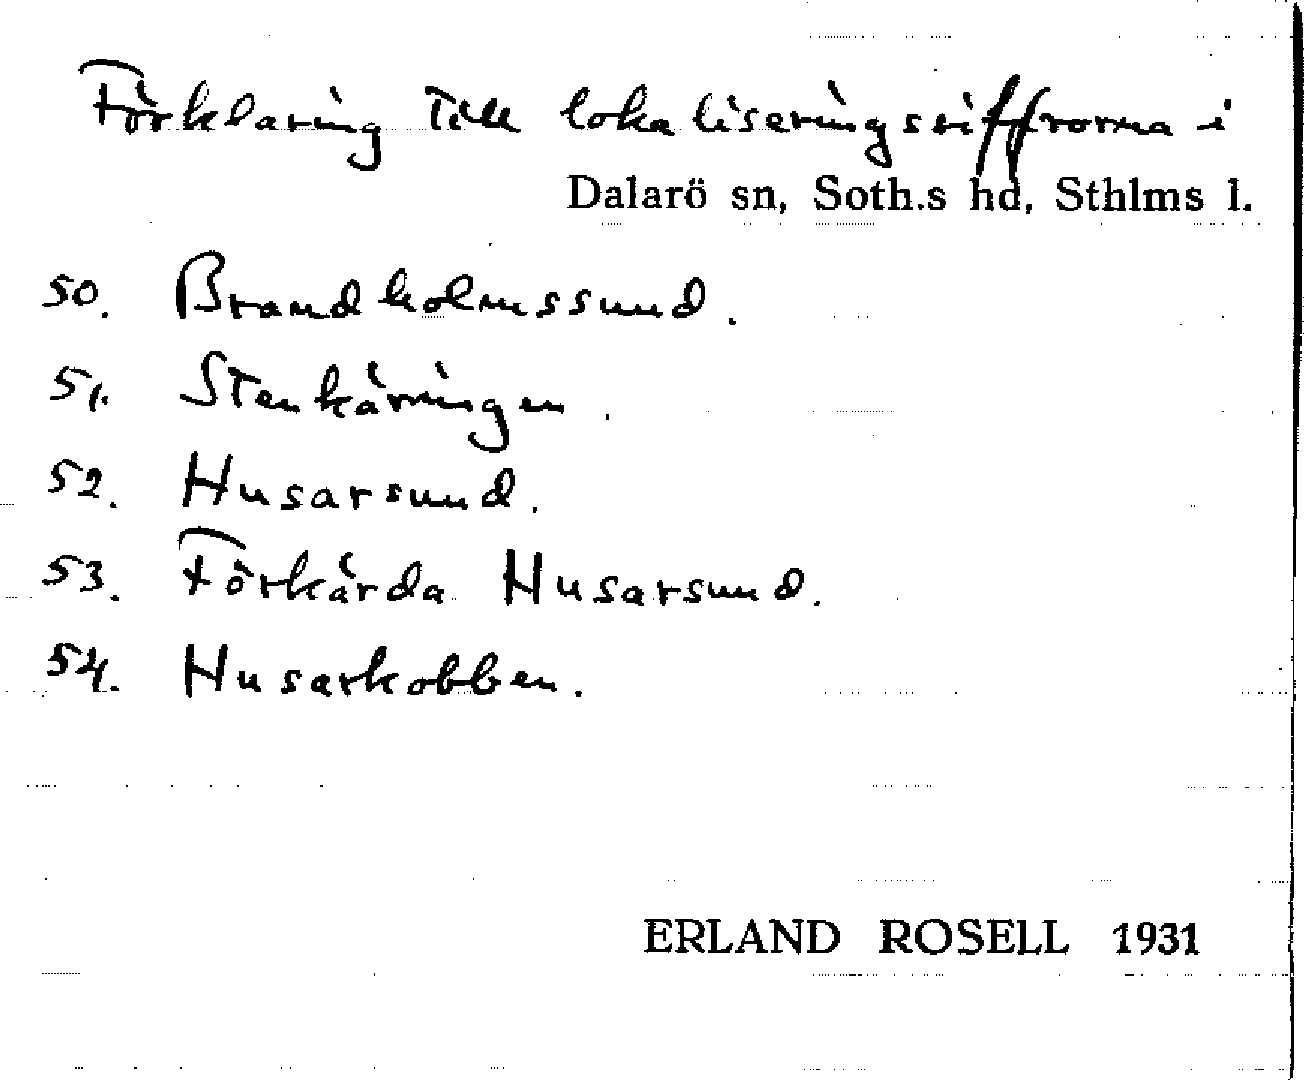 Förklaring till lokaliseringssiffrorna i
Dalarö sn, Soth.s hd, Sthlms l.
50. Brandholmssund.
51. Stenkärringen.
52. Husarsund.
53. Förkärda Husarsund.
54. Husarkobben.
ERLAND ROSELL 1931